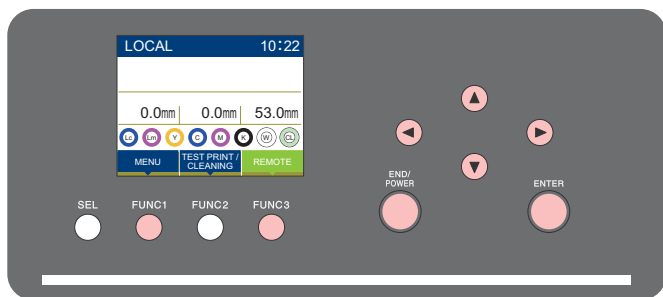 LOCAL 10:22
0.0mm 0.0mm 53.0mm
Lc Lm Y C M K W CL
MENU TEST PRINT / CLEANING REMOTE
END/
POWER
ENTER
SEL FUNC1 FUNC2 FUNC3